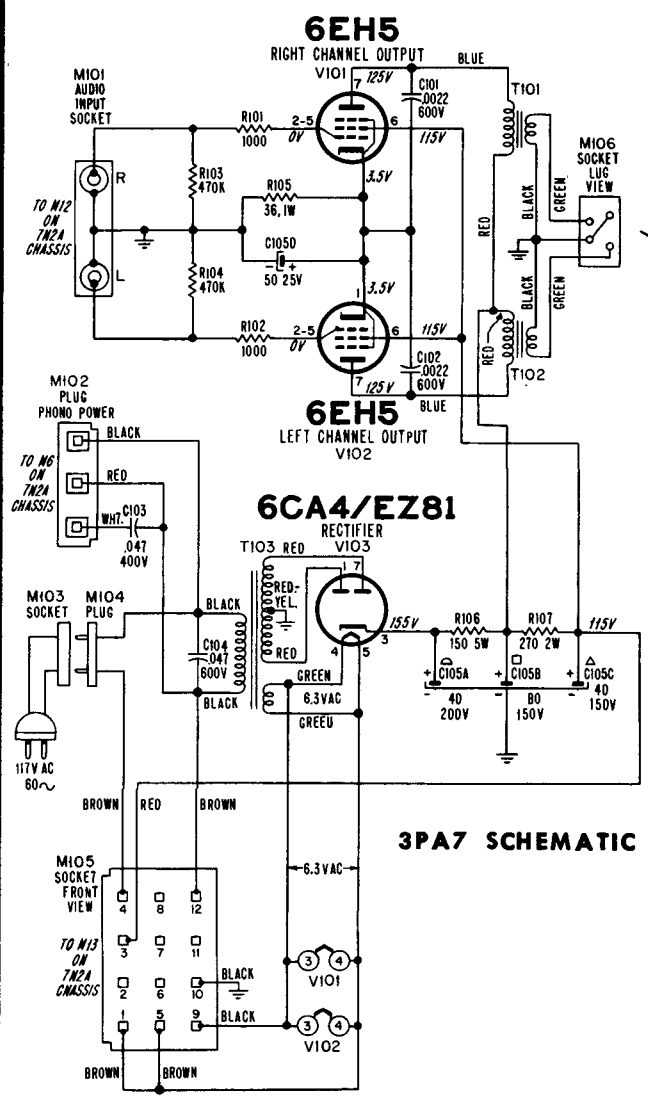 6EH5
RIGHT CHANNEL OUTPUT
V101
M101
AUDIO
INPUT
SOCKET
R
L
TO M12
ON
7N2A
CHASSIS
R101
1000
2-5
0V
7
125V
6
115V
3.5V
C101
.0022
600V
BLUE
T101
M106
SOCKET
LUG
VIEW
BLACK
GREEN
RED
R103
470K
R105
36, 1W
C105D
- +
50 25V
R104
470K
R102
1000
2-5
0V
1
3.5V
6
115V
7
125V
C102
.0022
600V
BLUE
BLACK
GREEN
RED
T102
6EH5
LEFT CHANNEL OUTPUT
V102
M102
PLUG
PHONO POWER
TO M6
ON
7N2A
CHASSIS
BLACK
RED
WHT.
C103
.047
400V
6CA4/EZ81
RECTIFIER
V103
T103
RED
1 7
RED-
YEL.
RED
4 5
3
155V
R106
150 5W
R107
270 2W
115V
M103
SOCKET
M104
PLUG
BLACK
C104
.047
600V
BLACK
GREEN
6.3VAC
GREEU
+ C105A
-
40
200V
+ C105B
-
80
150V
+ C105C
-
40
150V
117V AC
60~
BROWN
RED
BROWN
3PA7 SCHEMATIC
6.3VAC
M105
SOCKET
FRONT
VIEW
TO M13
ON
7N2A
CNASSIS
4 8 12
3 7 11
2 6 10
1 5 9
BLACK
BLACK
3 4
V101
3 4
V102
BROWN
BROWN